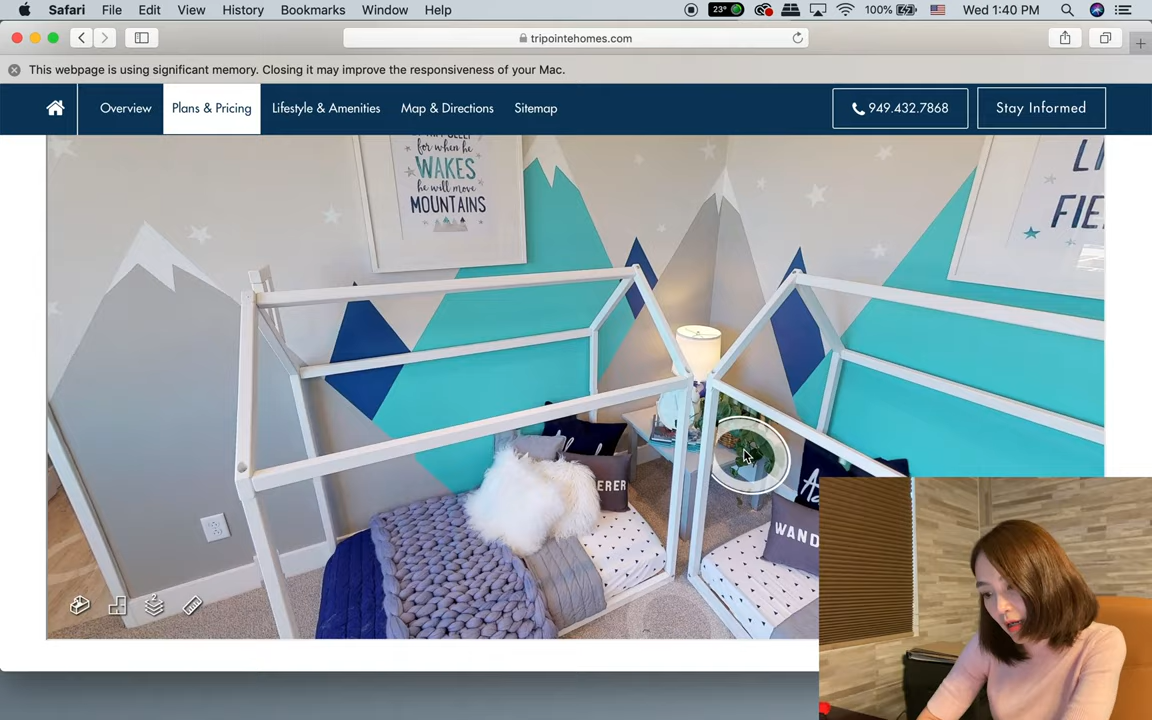 Safari File Edit View History Bookmarks Window Help 23° 100% Wed 1:40 PM
tripointehomes.com
This webpage is using significant memory. Closing it may improve the responsiveness of your Mac.
Overview Plans & Pricing Lifestyle & Amenities Map & Directions Sitemap 949.432.7868 Stay Informed
for when he
WAKES
he will move
MOUNTAINS
FIE
ERER
WAND
2